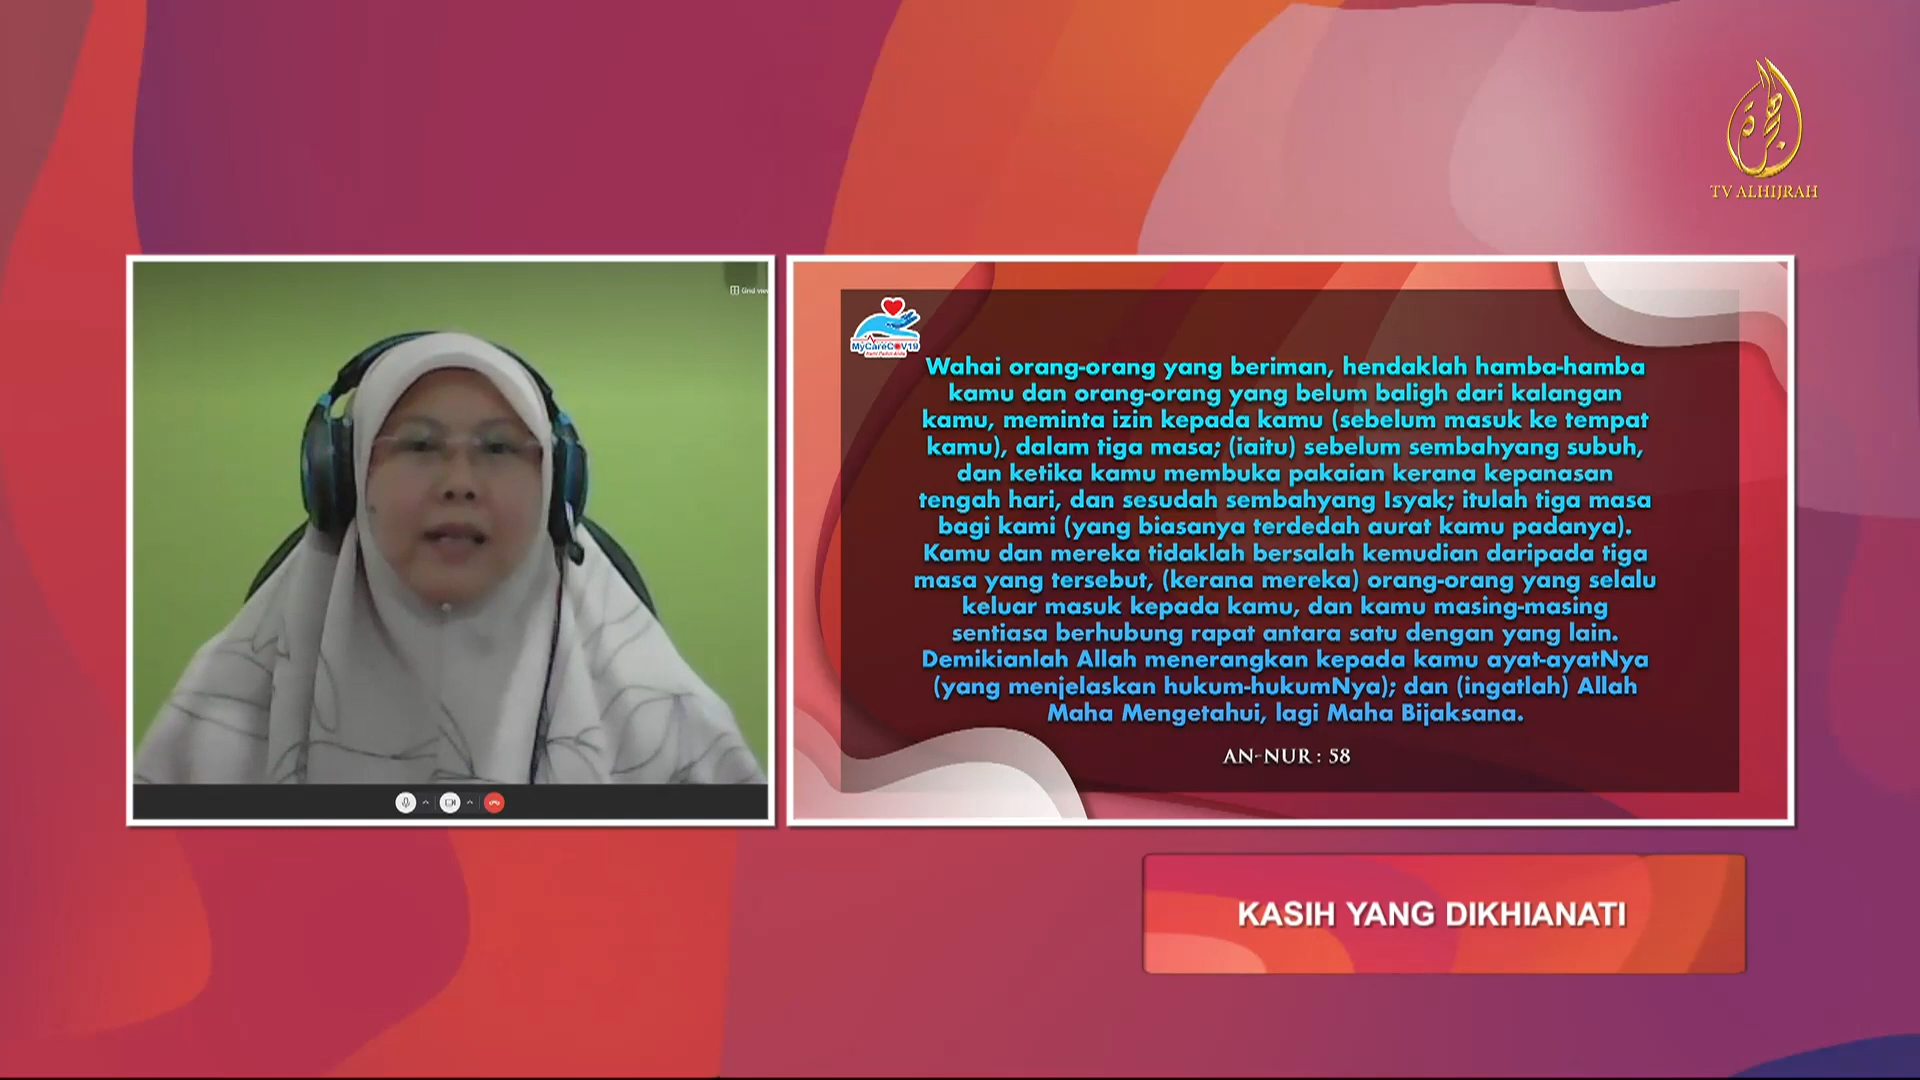 هجرة
TV ALHIJRAH
Grid view
MyCareCOV19
Wahai orang-orang yang beriman, hendaklah hamba-hamba
kamu dan orang-orang yang belum baligh dari kalangan
kamu, meminta izin kepada kamu (sebelum masuk ke tempat
kamu), dalam tiga masa; (iaitu) sebelum sembahyang subuh,
dan ketika kamu membuka pakaian kerana kepanasan
tengah hari, dan sesudah sembahyang Isyak; itulah tiga masa
bagi kami (yang biasanya terdedah aurat kamu padanya).
Kamu dan mereka tidaklah bersalah kemudian daripada tiga
masa yang tersebut, (kerana mereka) orang-orang yang selalu
keluar masuk kepada kamu, dan kamu masing-masing
sentiasa berhubung rapat antara satu dengan yang lain.
Demikianlah Allah menerangkan kepada kamu ayat-ayatNya
(yang menjelaskan hukum-hukumNya); dan (ingatlah) Allah
Maha Mengetahui, lagi Maha Bijaksana.
AN-NUR : 58
KASIH YANG DIKHIANATI